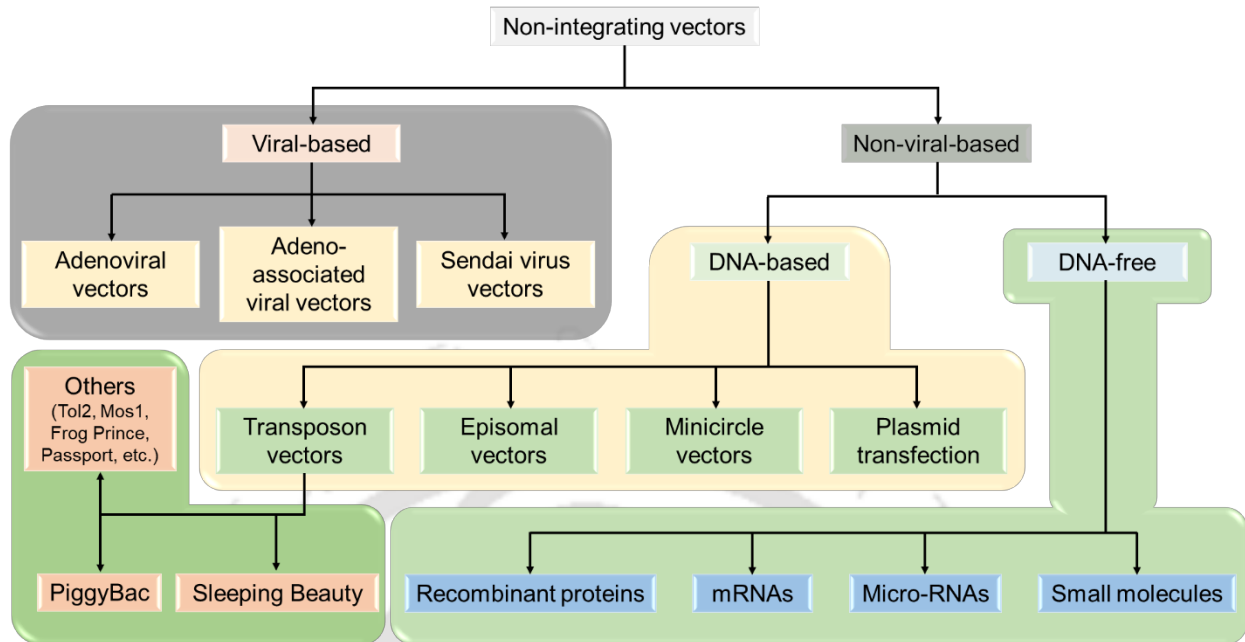 Non-integrating vectors
Viral-based
Non-viral-based
Adenoviral
vectors
Adeno-
associated
viral vectors
Sendai virus
vectors
DNA-based
DNA-free
Others
(Tol2, Mos1,
Frog Prince,
Passport, etc.)
Transposon
vectors
Episomal
vectors
Minicircle
vectors
Plasmid
transfection
PiggyBac
Sleeping Beauty
Recombinant proteins
mRNAs
Micro-RNAs
Small molecules